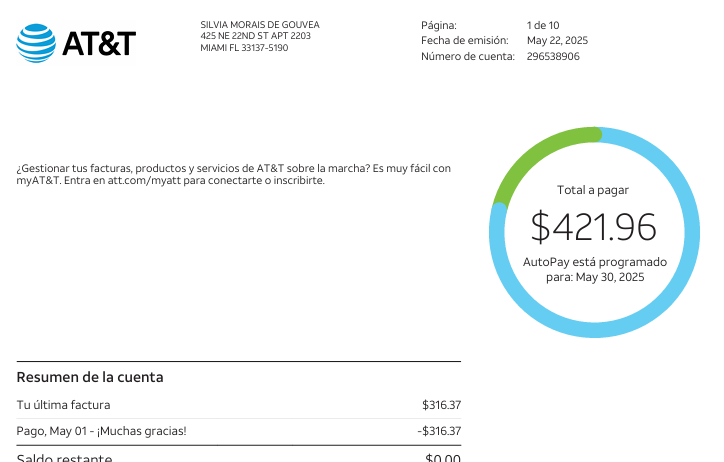 AT&T
SILVIA MORAIS DE GOUVEA
425 NE 22ND ST APT 2203
MIAMI FL 33137-5190
Página: 1 de 10
Fecha de emisión: May 22, 2025
Número de cuenta: 296538906
¿Gestionar tus facturas, productos y servicios de AT&T sobre la marcha? Es muy fácil con
myAT&T. Entra en att.com/myatt para conectarte o inscribirte.
Total a pagar
$421.96
AutoPay está programado
para: May 30, 2025
Resumen de la cuenta
Tu última factura $316.37
Pago, May 01 - ¡Muchas gracias! -$316.37
Saldo restante $0.00